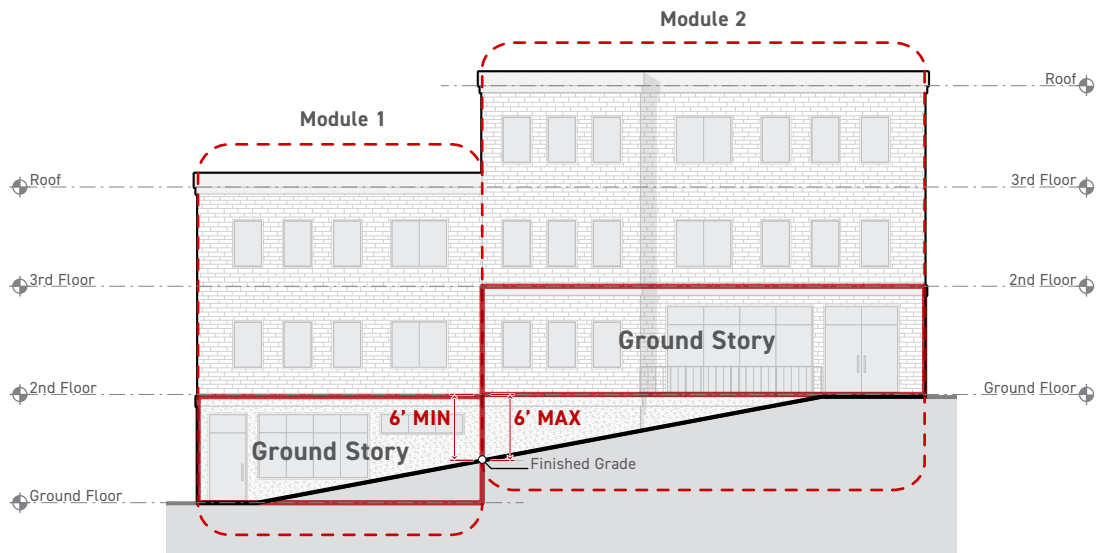 Module 2
Roof
Module 1
Roof
3rd Floor
3rd Floor
2nd Floor
Ground Story
2nd Floor
Ground Floor
6’ MIN
6’ MAX
Ground Story
Finished Grade
Ground Floor